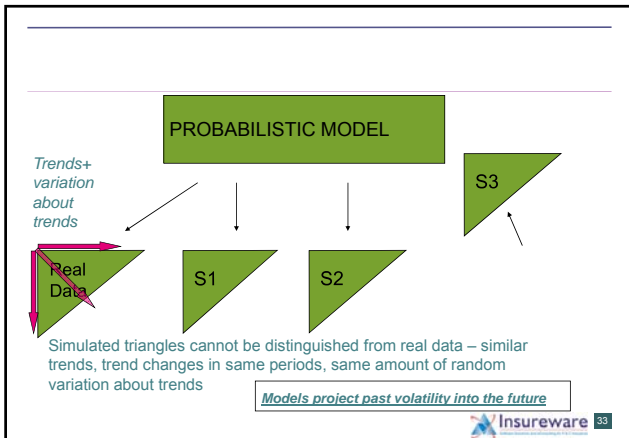 PROBABILISTIC MODEL
Trends+
variation
about
trends
S3
Real
Data
S1
S2
Simulated triangles cannot be distinguished from real data – similar
trends, trend changes in same periods, same amount of random
variation about trends
Models project past volatility into the future
Insureware
33